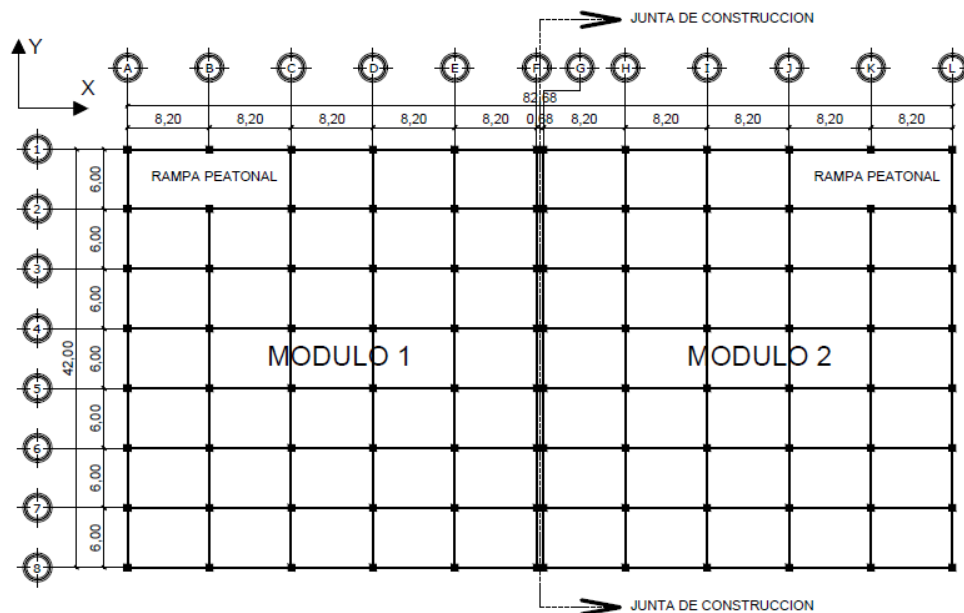 JUNTA DE CONSTRUCCION
Y
X
A B C D E F G H I J K L
82,68
8,20 8,20 8,20 8,20 8,20 0,68 8,20 8,20 8,20 8,20 8,20
1
RAMPA PEATONAL RAMPA PEATONAL
6,00
2
6,00
3
6,00
4
42,00
6,00
MODULO 1 MODULO 2
5
6,00
6
6,00
7
6,00
8
JUNTA DE CONSTRUCCION